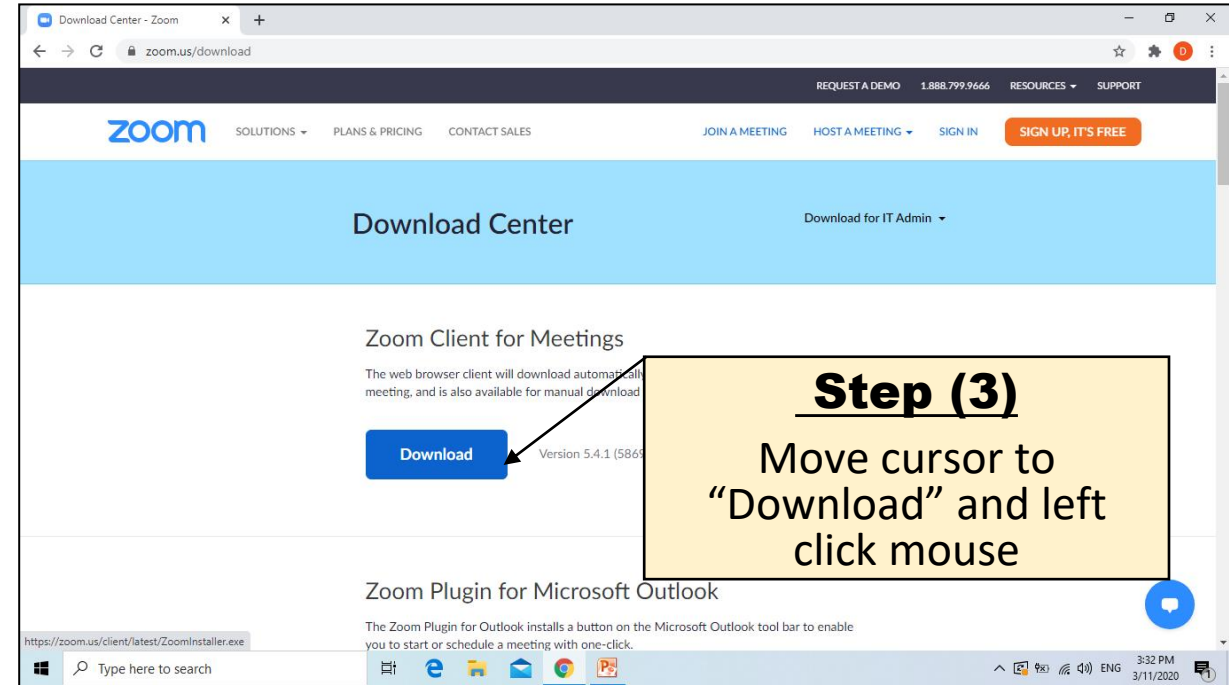 Download Center - Zoom
zoom.us/download
D
REQUEST A DEMO 1.888.799.9666 RESOURCES SUPPORT
zoom SOLUTIONS PLANS & PRICING CONTACT SALES JOIN A MEETING HOST A MEETING SIGN IN SIGN UP, IT'S FREE
Download Center Download for IT Admin
Zoom Client for Meetings
The web browser client will download automatically
meeting, and is also available for manual download
Download Version 5.4.1 (5869
Step (3)
Move cursor to
“Download” and left
click mouse
Zoom Plugin for Microsoft Outlook
The Zoom Plugin for Outlook installs a button on the Microsoft Outlook tool bar to enable
you to start or schedule a meeting with one-click.
https://zoom.us/client/latest/ZoomInstaller.exe
Type here to search ENG 3:32 PM
3/11/2020